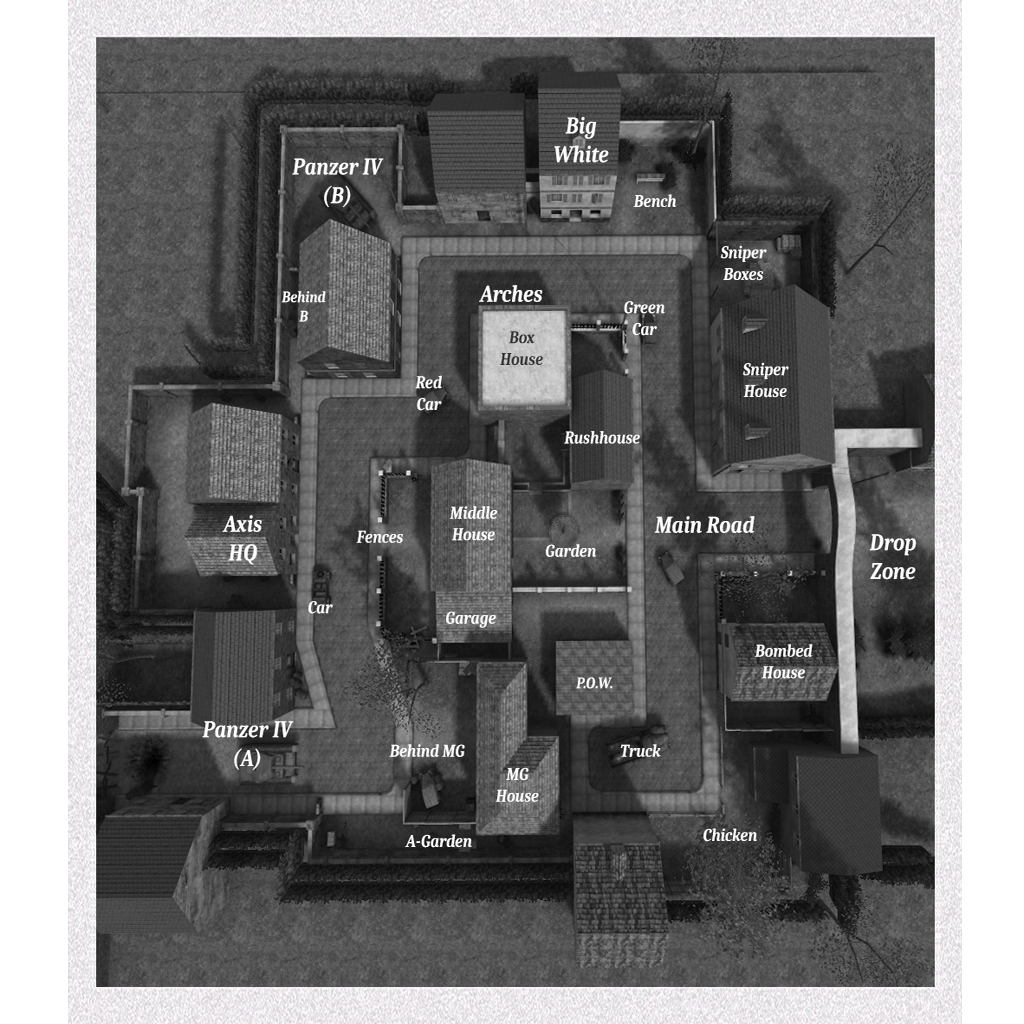 Big
White
Panzer IV
(B)
Bench
Sniper
Boxes
Behind
B
Arches
Green
Car
Box
House
Sniper
House
Red
Car
Rushhouse
Middle
House
Axis
HQ
Fences
Main Road
Garden
Drop
Zone
Car
Garage
Bombed
House
P.O.W.
Panzer IV
(A)
Behind MG
Truck
MG
House
A-Garden
Chicken